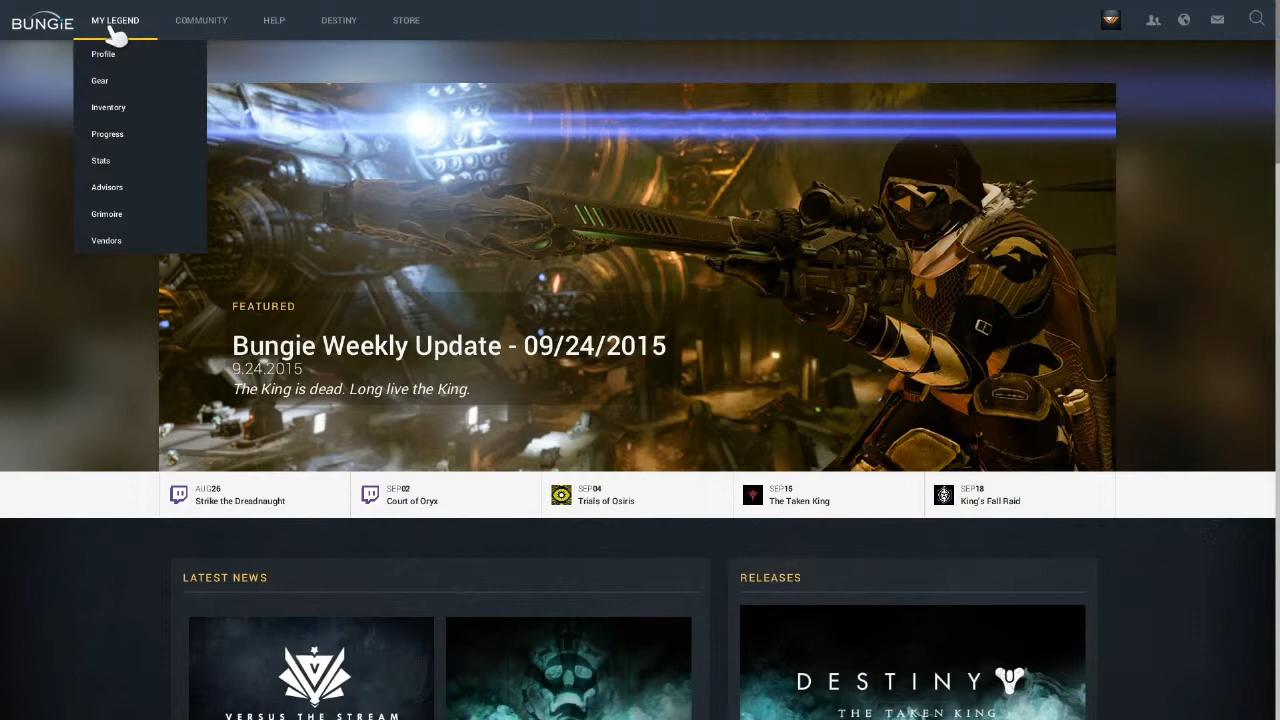 BUNGiE
MY LEGEND
COMMUNITY
HELP
DESTINY
STORE
Profile
Gear
Inventory
Progress
Stats
Advisors
Grimoire
Vendors
FEATURED
Bungie Weekly Update - 09/24/2015
9.24.2015
The King is dead. Long live the King.
AUG26
Strike the Dreadnaught
SEP02
Court of Oryx
SEP04
Trials of Osiris
SEP15
The Taken King
SEP18
King's Fall Raid
LATEST NEWS
RELEASES
VERSUS THE STREAM
DESTINY
THE TAKEN KING